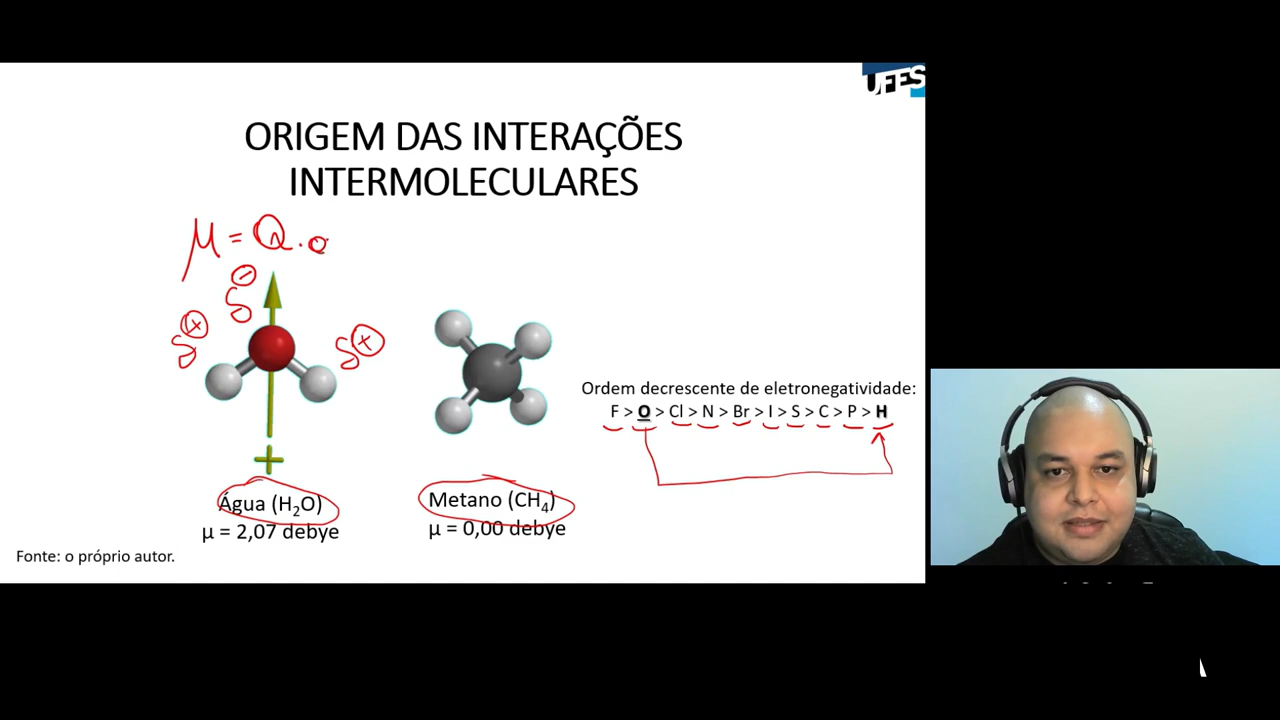 UFES
ORIGEM DAS INTERAÇÕES
INTERMOLECULARES
μ = Q.
δ⊖
δ⊕
δ⊕
+
Ordem decrescente de eletronegatividade:
F > O > Cl > N > Br > I > S > C > P > H
Água (H₂O)
μ = 2,07 debye
Metano (CH₄)
μ = 0,00 debye
Fonte: o próprio autor.